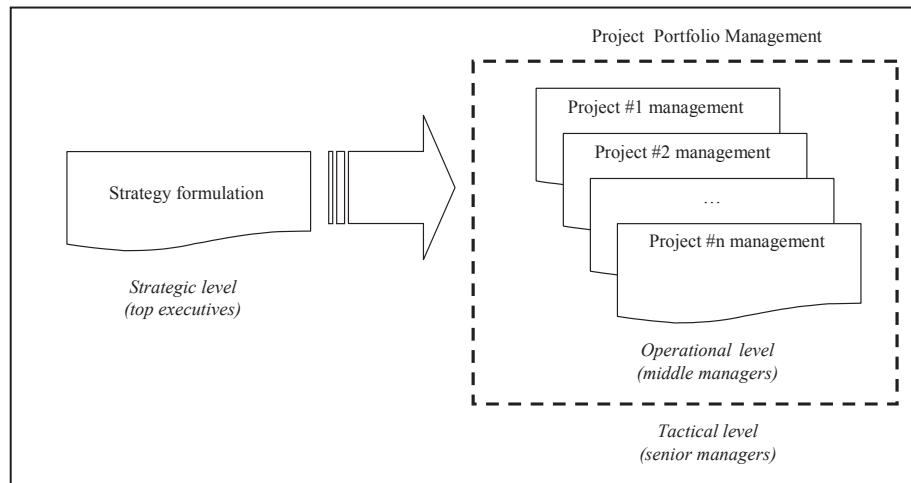 Project Portfolio Management
Project #1 management
Project #2 management
…
Project #n management
Strategy formulation
Strategic level
(top executives)
Operational level
(middle managers)
Tactical level
(senior managers)